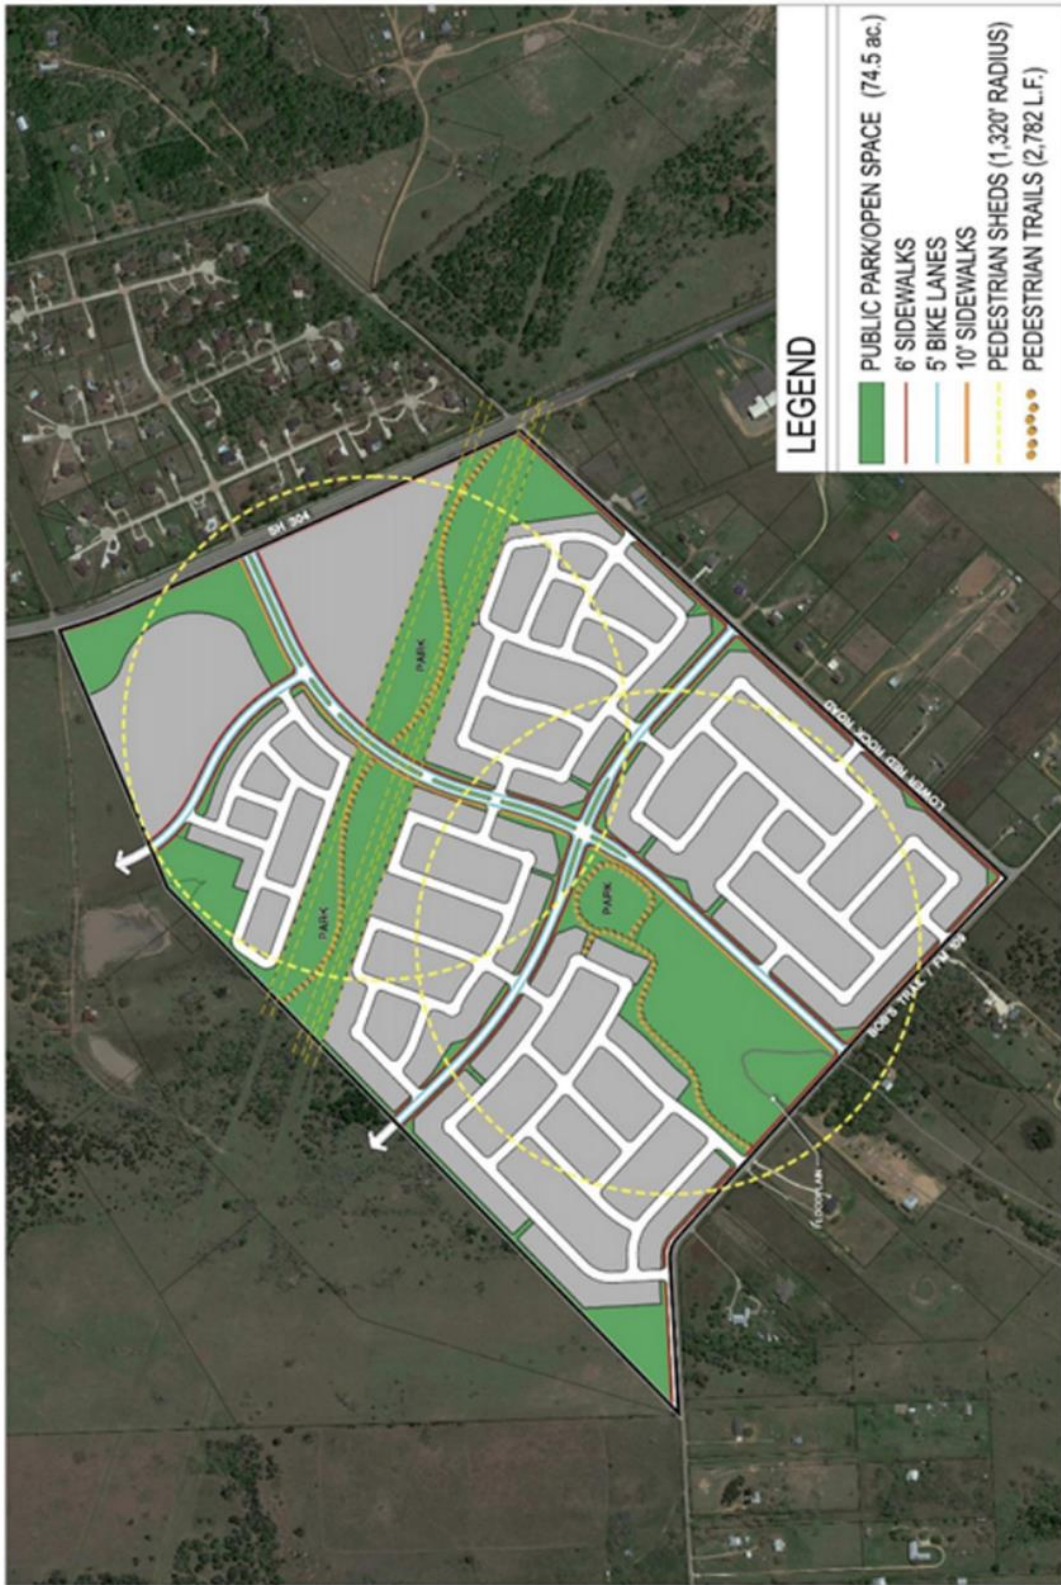 LEGEND
PUBLIC PARK/OPEN SPACE (74.5 ac.)
6' SIDEWALKS
5' BIKE LANES
10' SIDEWALKS
PEDESTRIAN SHEDS (1,320' RADIUS)
PEDESTRIAN TRAILS (2,782 L.F.)
SH 304
PARK
PARK
PARK
LOWER RED ROCK ROAD
BOB'S TRAIL / FM
FLOODPLAIN